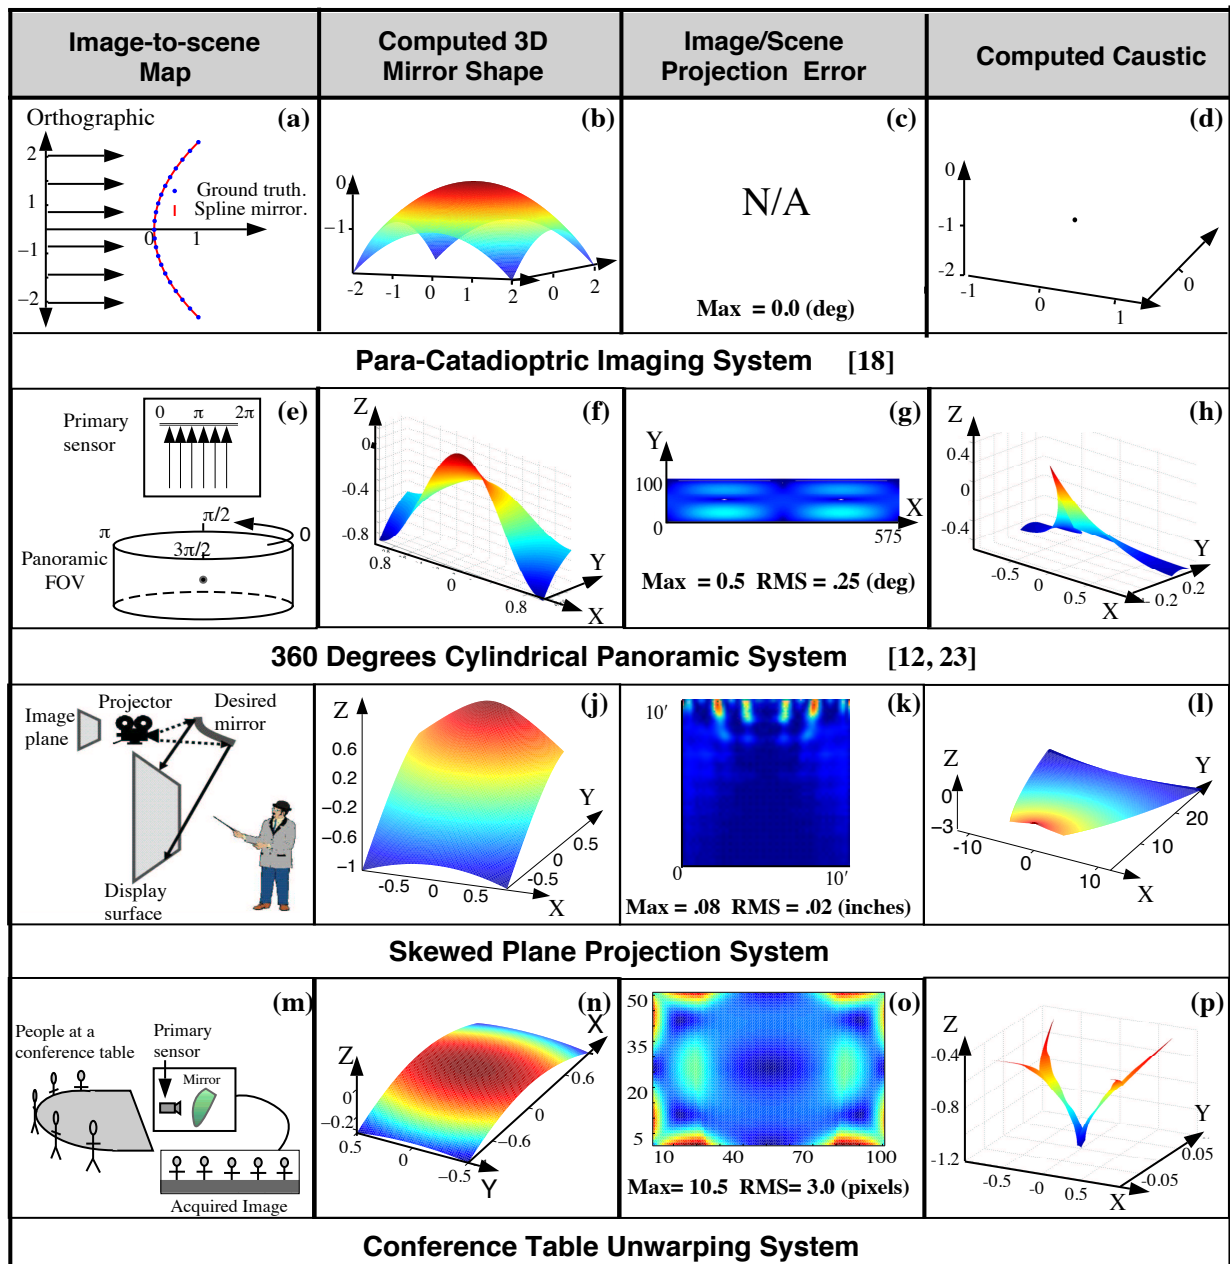 Image-to-scene
Map
Computed 3D
Mirror Shape
Image/Scene
Projection Error
Computed Caustic
Orthographic
(a)
2
1
0
1
−1
−2
Ground truth.
Spline mirror.
(b)
0
−1
-2
-1
0
1
2
0
2
(c)
N/A
Max = 0.0 (deg)
(d)
0
-1
-2
-1
0
1
0
Para-Catadioptric Imaging System [18]
(e)
Primary
sensor
0
π
2π
π/2
π
0
3π/2
Panoramic
FOV
(f)
Z
0
-0.4
-0.8
0.8
0
0.8
Y
X
(g)
Y
100
0
X
575
Max = 0.5 RMS = .25 (deg)
(h)
Z
0.4
0
-0.4
-0.5
0
0.5
X
Y
0.2
- 0.2
360 Degrees Cylindrical Panoramic System [12, 23]
Image
plane
Projector
Desired
mirror
Display
surface
(j)
Z
0.6
0.2
−0.2
−0.6
−1
-0.5
0
0.5
X
Y
0.5
0
-0.5
(k)
10′
0
10′
Max = .08 RMS = .02 (inches)
(l)
Z
0
−3
-10
0
10
X
Y
20
10
Skewed Plane Projection System
(m)
People at a
conference table
Primary
sensor
Mirror
Acquired Image
(n)
Z
0
−0.2
0.5
0
−0.5
Y
X
0.6
0
−0.6
(o)
50
35
20
5
10
40
70
100
Max= 10.5 RMS= 3.0 (pixels)
(p)
Z
-0.4
-0.8
-1.2
-0.5
-0
0.5
X
Y
0.05
-0.05
Conference Table Unwarping System